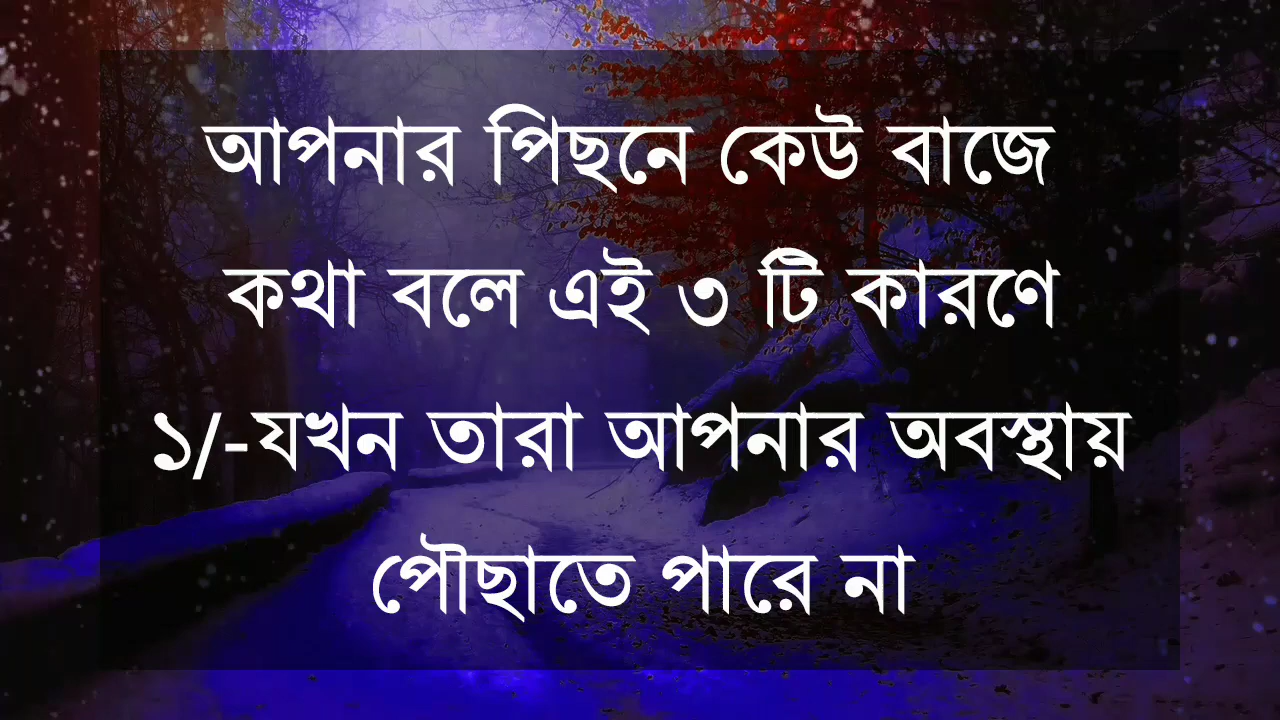 আপনার পিছনে কেউ বাজে
কথা বলে এই ৩ টি কারণে
১/-যখন তারা আপনার অবস্থায়
পৌছাতে পারে না